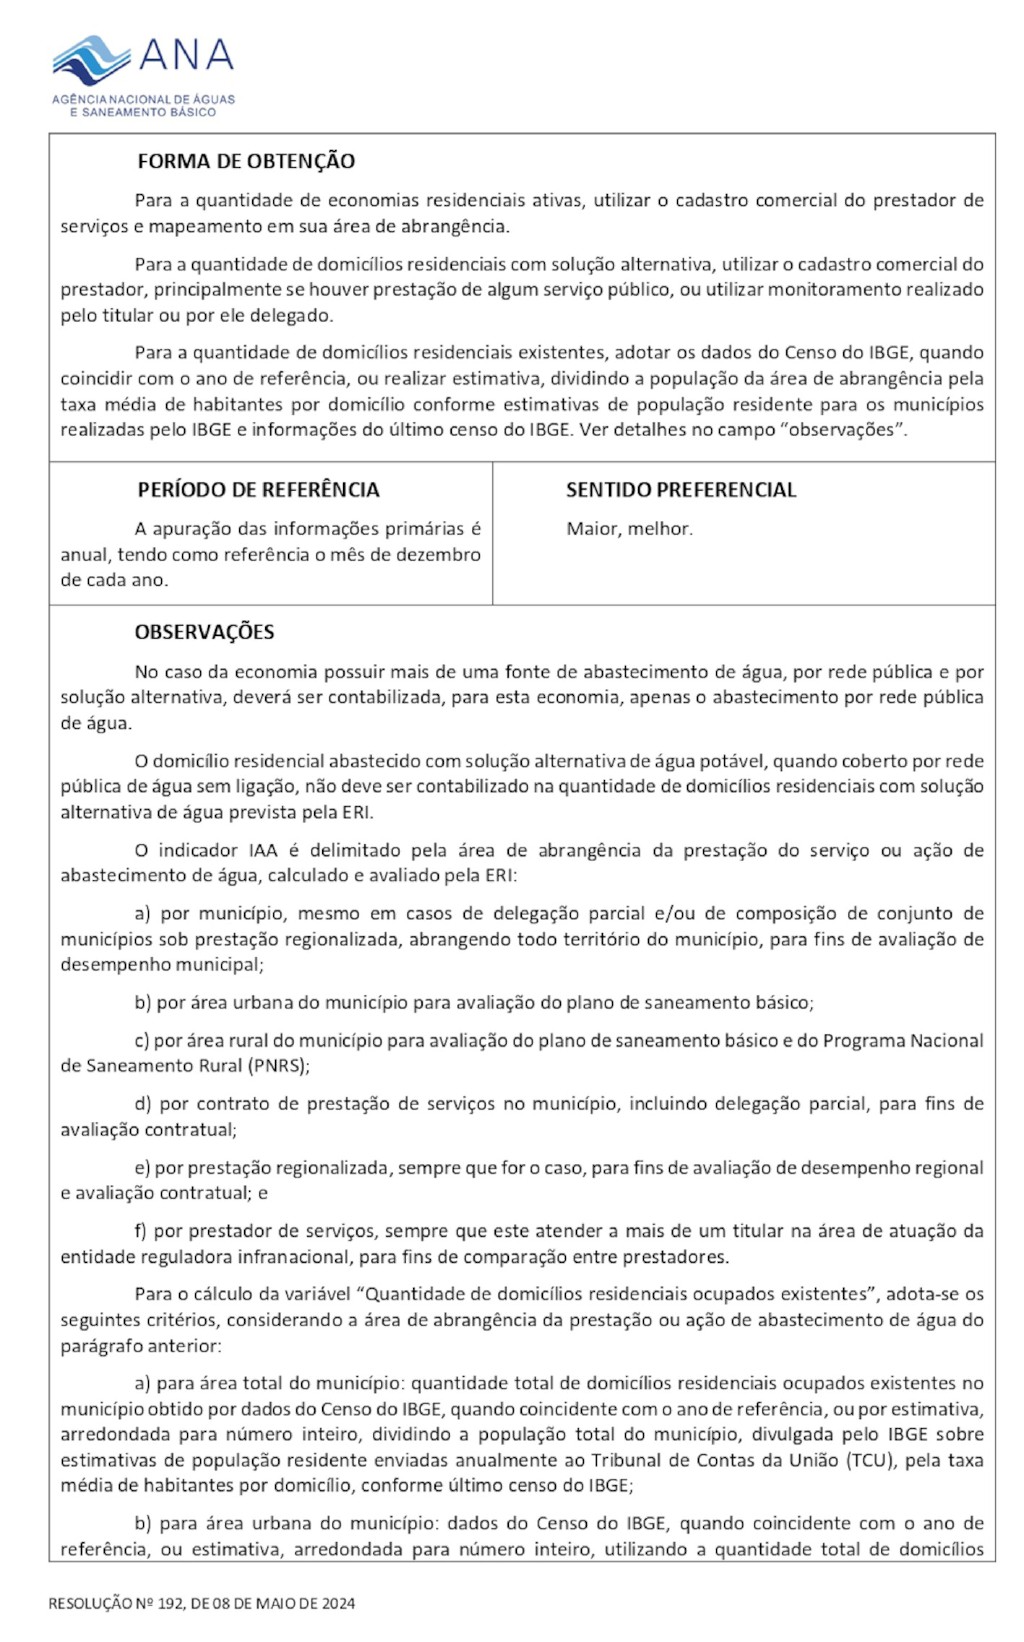 ANA
AGÊNCIA NACIONAL DE ÁGUAS
E SANEAMENTO BÁSICO
FORMA DE OBTENÇÃO
Para a quantidade de economias residenciais ativas, utilizar o cadastro comercial do prestador de
serviços e mapeamento em sua área de abrangência.
Para a quantidade de domicílios residenciais com solução alternativa, utilizar o cadastro comercial do
prestador, principalmente se houver prestação de algum serviço público, ou utilizar monitoramento realizado
pelo titular ou por ele delegado.
Para a quantidade de domicílios residenciais existentes, adotar os dados do Censo do IBGE, quando
coincidir com o ano de referência, ou realizar estimativa, dividindo a população da área de abrangência pela
taxa média de habitantes por domicílio conforme estimativas de população residente para os municípios
realizadas pelo IBGE e informações do último censo do IBGE. Ver detalhes no campo “observações”.
PERÍODO DE REFERÊNCIA
A apuração das informações primárias é
anual, tendo como referência o mês de dezembro
de cada ano.
SENTIDO PREFERENCIAL
Maior, melhor.
OBSERVAÇÕES
No caso da economia possuir mais de uma fonte de abastecimento de água, por rede pública e por
solução alternativa, deverá ser contabilizada, para esta economia, apenas o abastecimento por rede pública
de água.
O domicílio residencial abastecido com solução alternativa de água potável, quando coberto por rede
pública de água sem ligação, não deve ser contabilizado na quantidade de domicílios residenciais com solução
alternativa de água prevista pela ERI.
O indicador IAA é delimitado pela área de abrangência da prestação do serviço ou ação de
abastecimento de água, calculado e avaliado pela ERI:
a) por município, mesmo em casos de delegação parcial e/ou de composição de conjunto de
municípios sob prestação regionalizada, abrangendo todo território do município, para fins de avaliação de
desempenho municipal;
b) por área urbana do município para avaliação do plano de saneamento básico;
c) por área rural do município para avaliação do plano de saneamento básico e do Programa Nacional
de Saneamento Rural (PNRS);
d) por contrato de prestação de serviços no município, incluindo delegação parcial, para fins de
avaliação contratual;
e) por prestação regionalizada, sempre que for o caso, para fins de avaliação de desempenho regional
e avaliação contratual; e
f) por prestador de serviços, sempre que este atender a mais de um titular na área de atuação da
entidade reguladora infranacional, para fins de comparação entre prestadores.
Para o cálculo da variável “Quantidade de domicílios residenciais ocupados existentes”, adota-se os
seguintes critérios, considerando a área de abrangência da prestação ou ação de abastecimento de água do
parágrafo anterior:
a) para área total do município: quantidade total de domicílios residenciais ocupados existentes no
município obtido por dados do Censo do IBGE, quando coincidente com o ano de referência, ou por estimativa,
arredondada para número inteiro, dividindo a população total do município, divulgada pelo IBGE sobre
estimativas de população residente enviadas anualmente ao Tribunal de Contas da União (TCU), pela taxa
média de habitantes por domicílio, conforme último censo do IBGE;
b) para área urbana do município: dados do Censo do IBGE, quando coincidente com o ano de
referência, ou estimativa, arredondada para número inteiro, utilizando a quantidade total de domicílios
RESOLUÇÃO Nº 192, DE 08 DE MAIO DE 2024